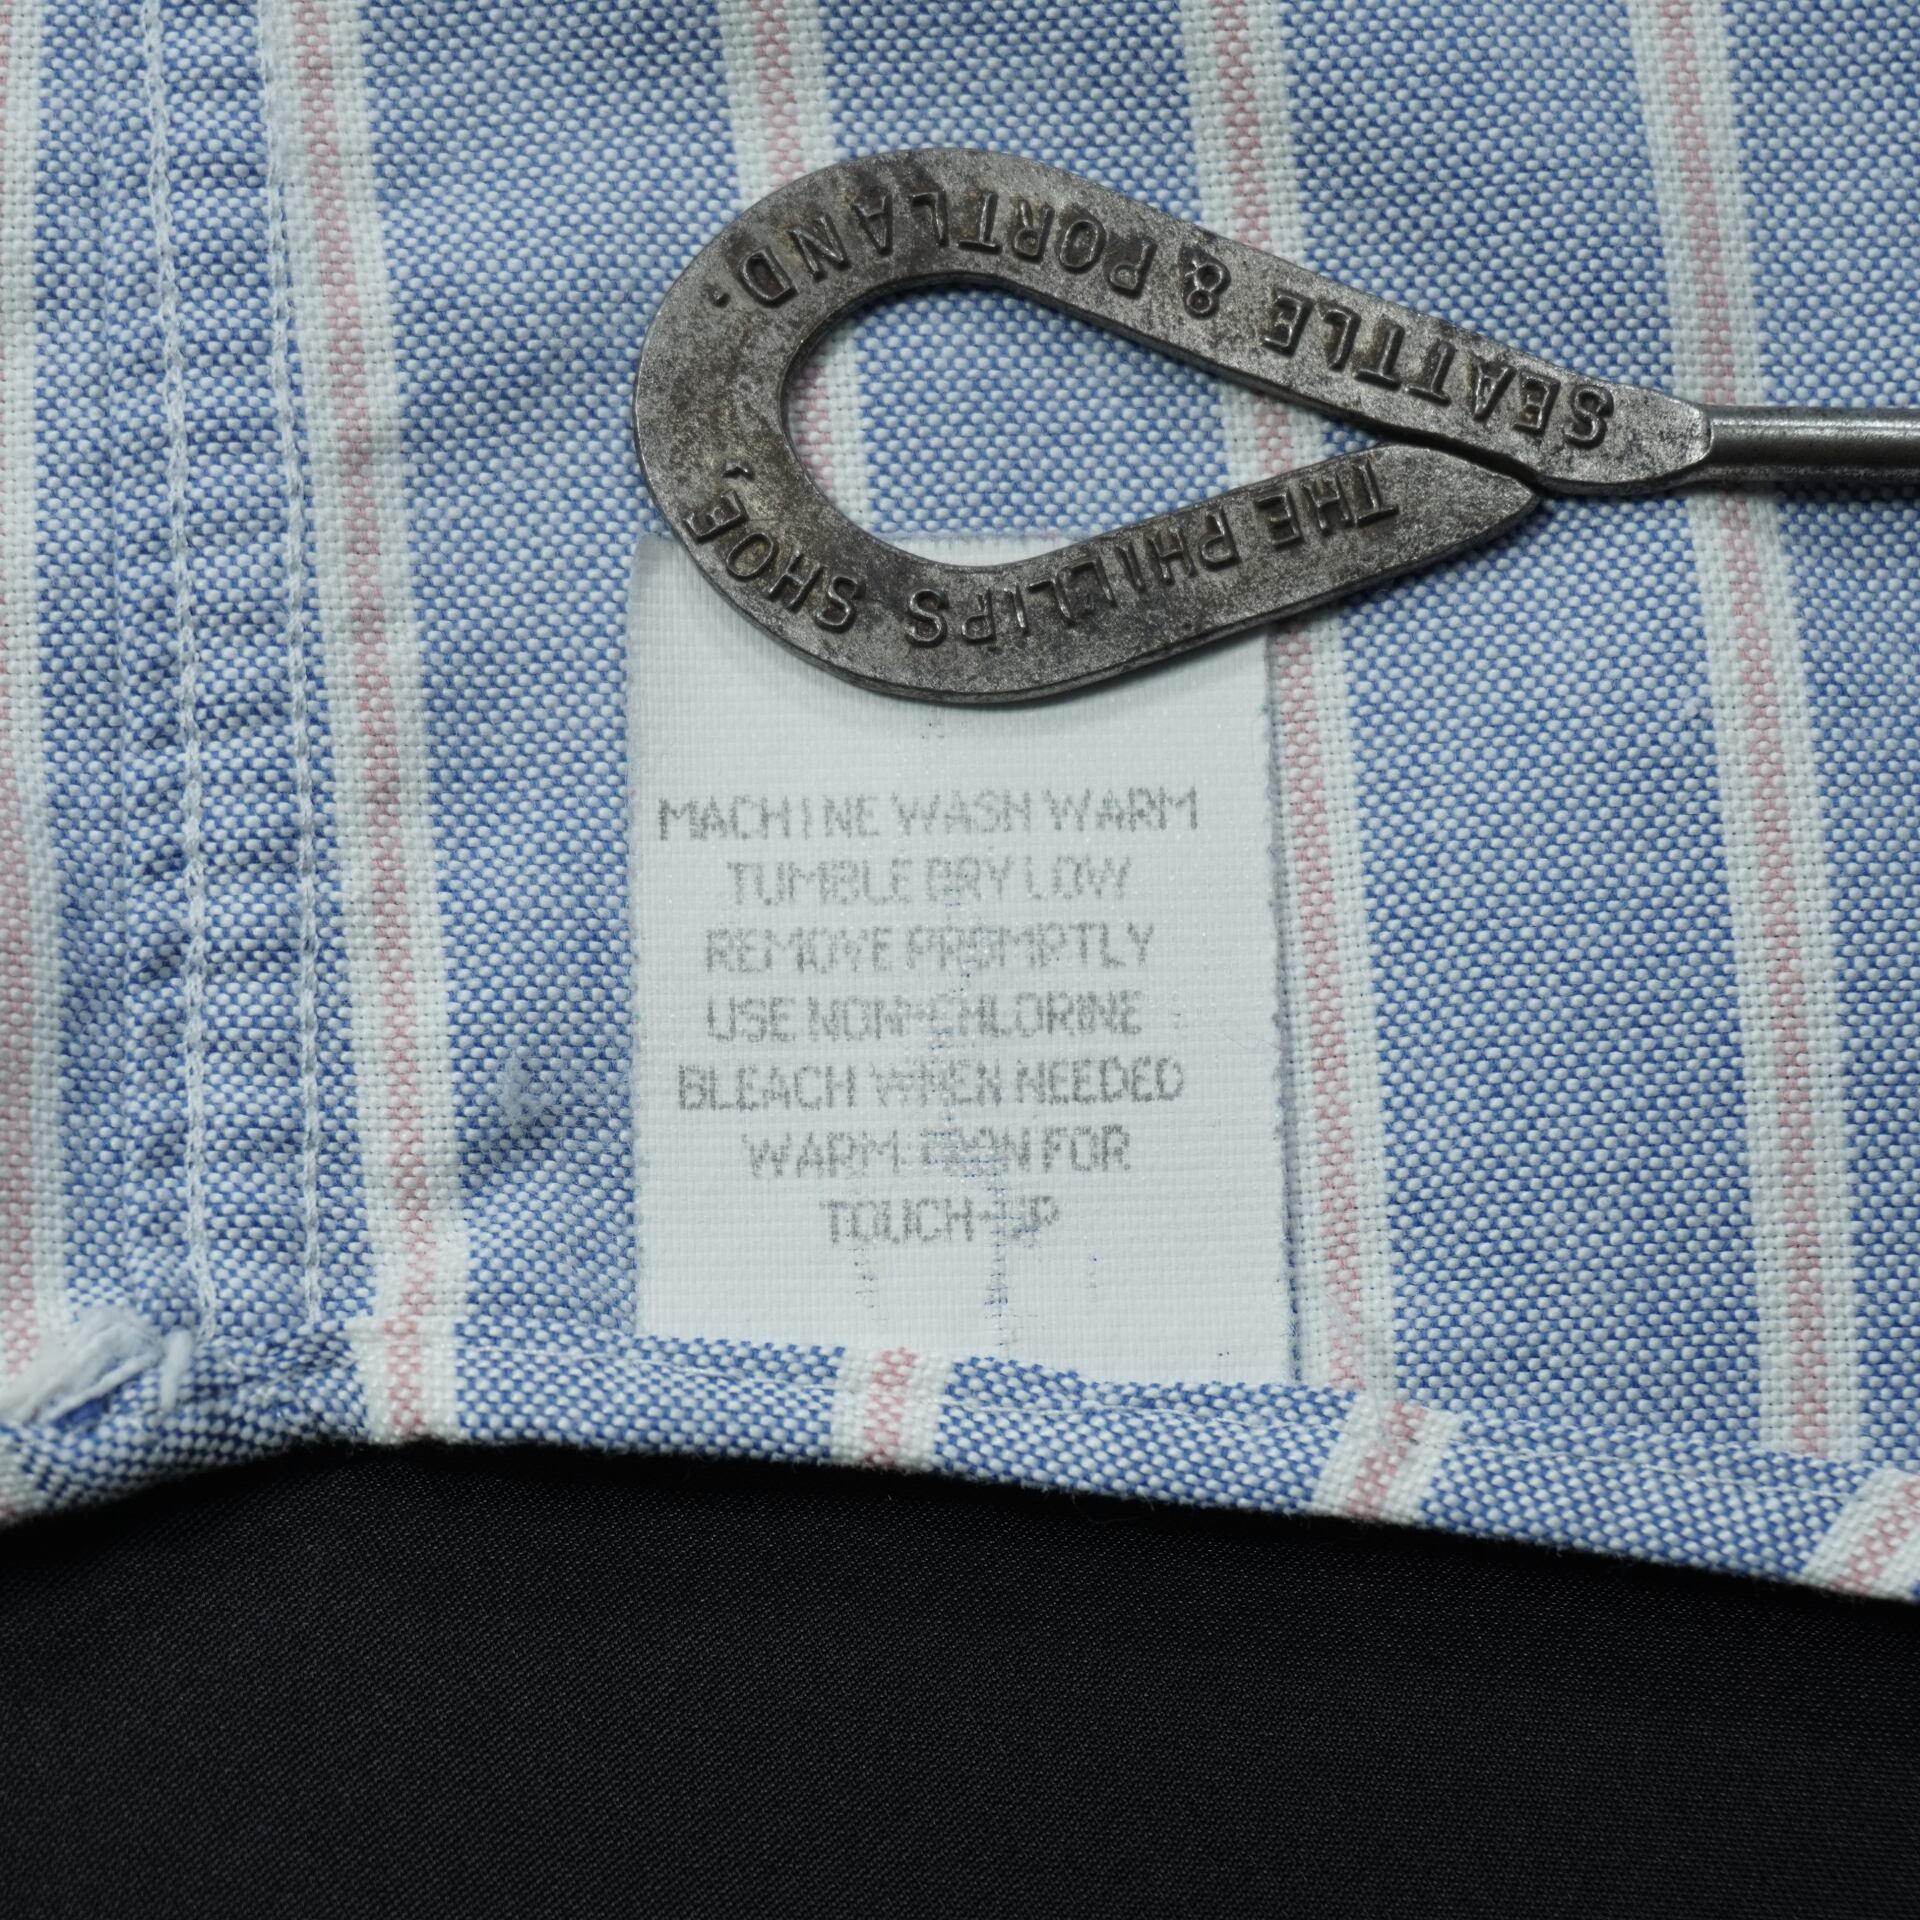 THE PHILLIPS SHOE,
SEATTLE & PORTLAND.
MACHINE WASH WARM
TUMBLE DRY LOW
REMOVE PROMPTLY
USE NON-CHLORINE
BLEACH WHEN NEEDED
WARM IRON FOR
TOUCH-UP